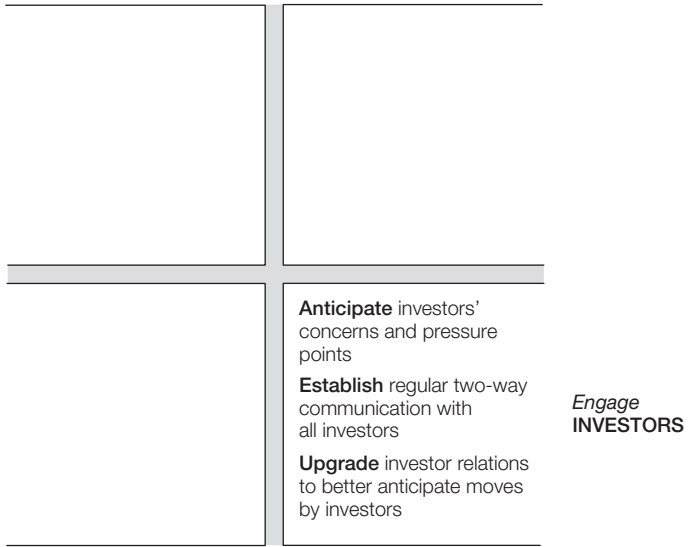 Anticipate investors’
concerns and pressure
points
Establish regular two-way
communication with
all investors
Upgrade investor relations
to better anticipate moves
by investors
Engage
INVESTORS